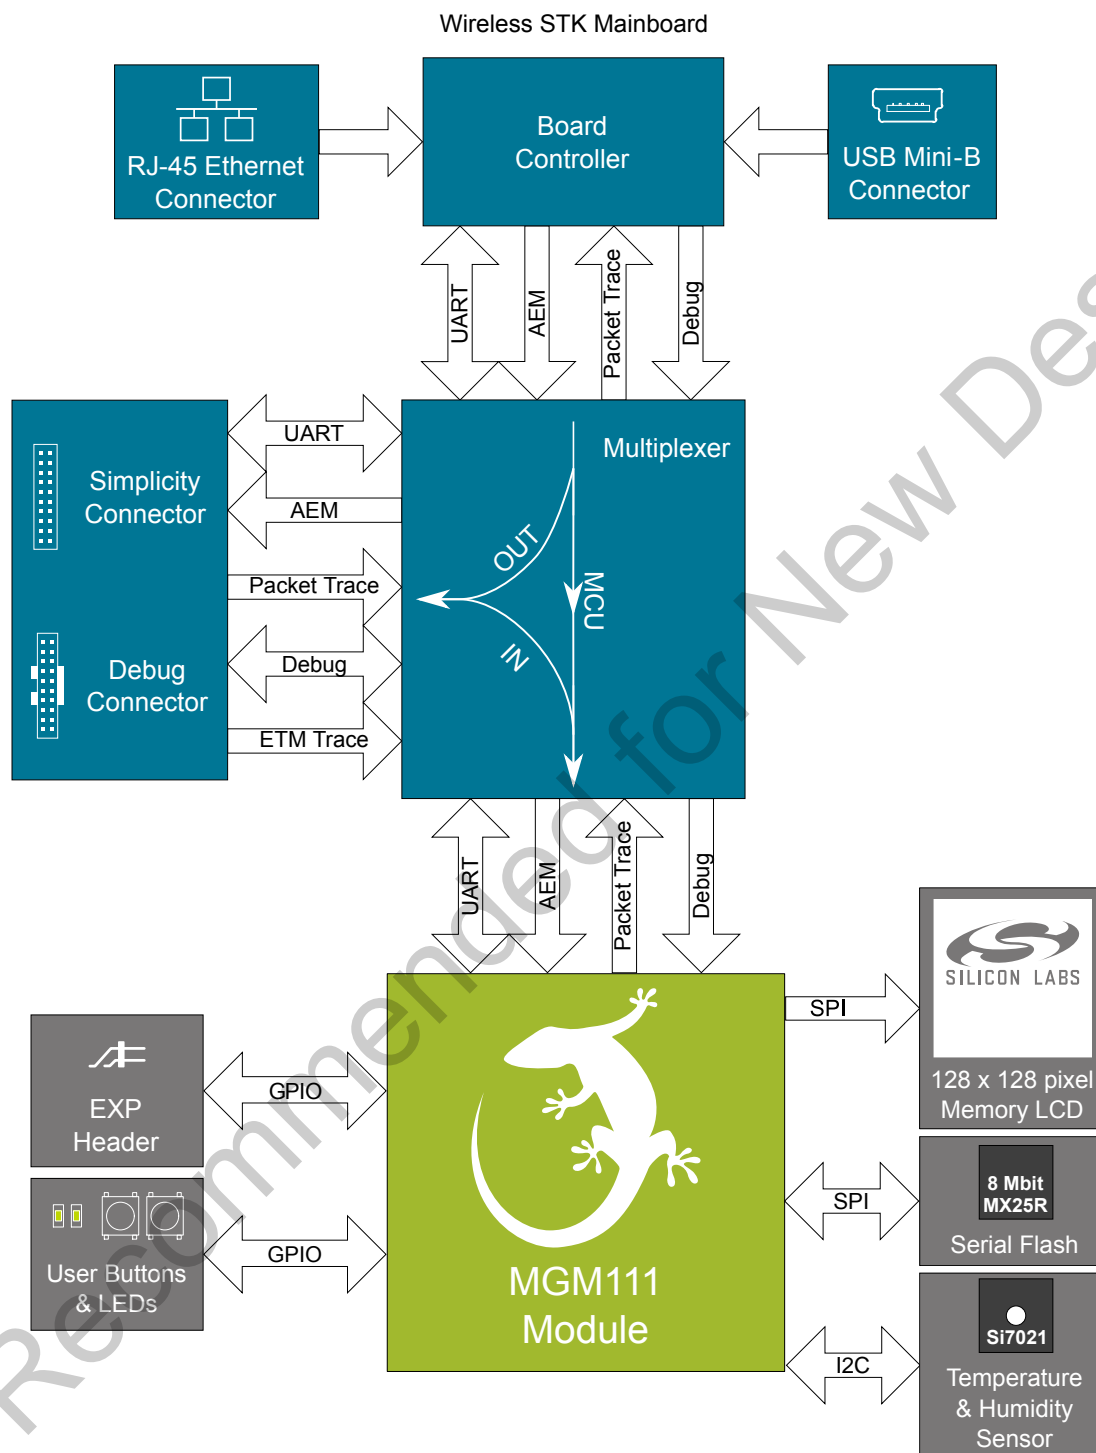 Wireless STK Mainboard
RJ-45 Ethernet
Connector
Board
Controller
USB Mini-B
Connector
UART
AEM
Packet Trace
Debug
Simplicity
Connector
Debug
Connector
UART
AEM
Packet Trace
Debug
ETM Trace
Multiplexer
OUT
MCU
IN
UART
AEM
Packet Trace
Debug
EXP
Header
GPIO
User Buttons
& LEDs
GPIO
MGM111
Module
SPI
SILICON LABS
128 x 128 pixel
Memory LCD
SPI
8 Mbit
MX25R
Serial Flash
I2C
Si7021
Temperature
& Humidity
Sensor
Recommended for New Des